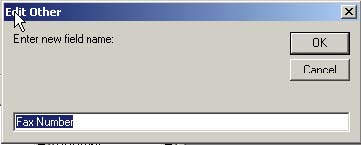 Edit Other
Enter new field name:
OK
Cancel
Fax Number